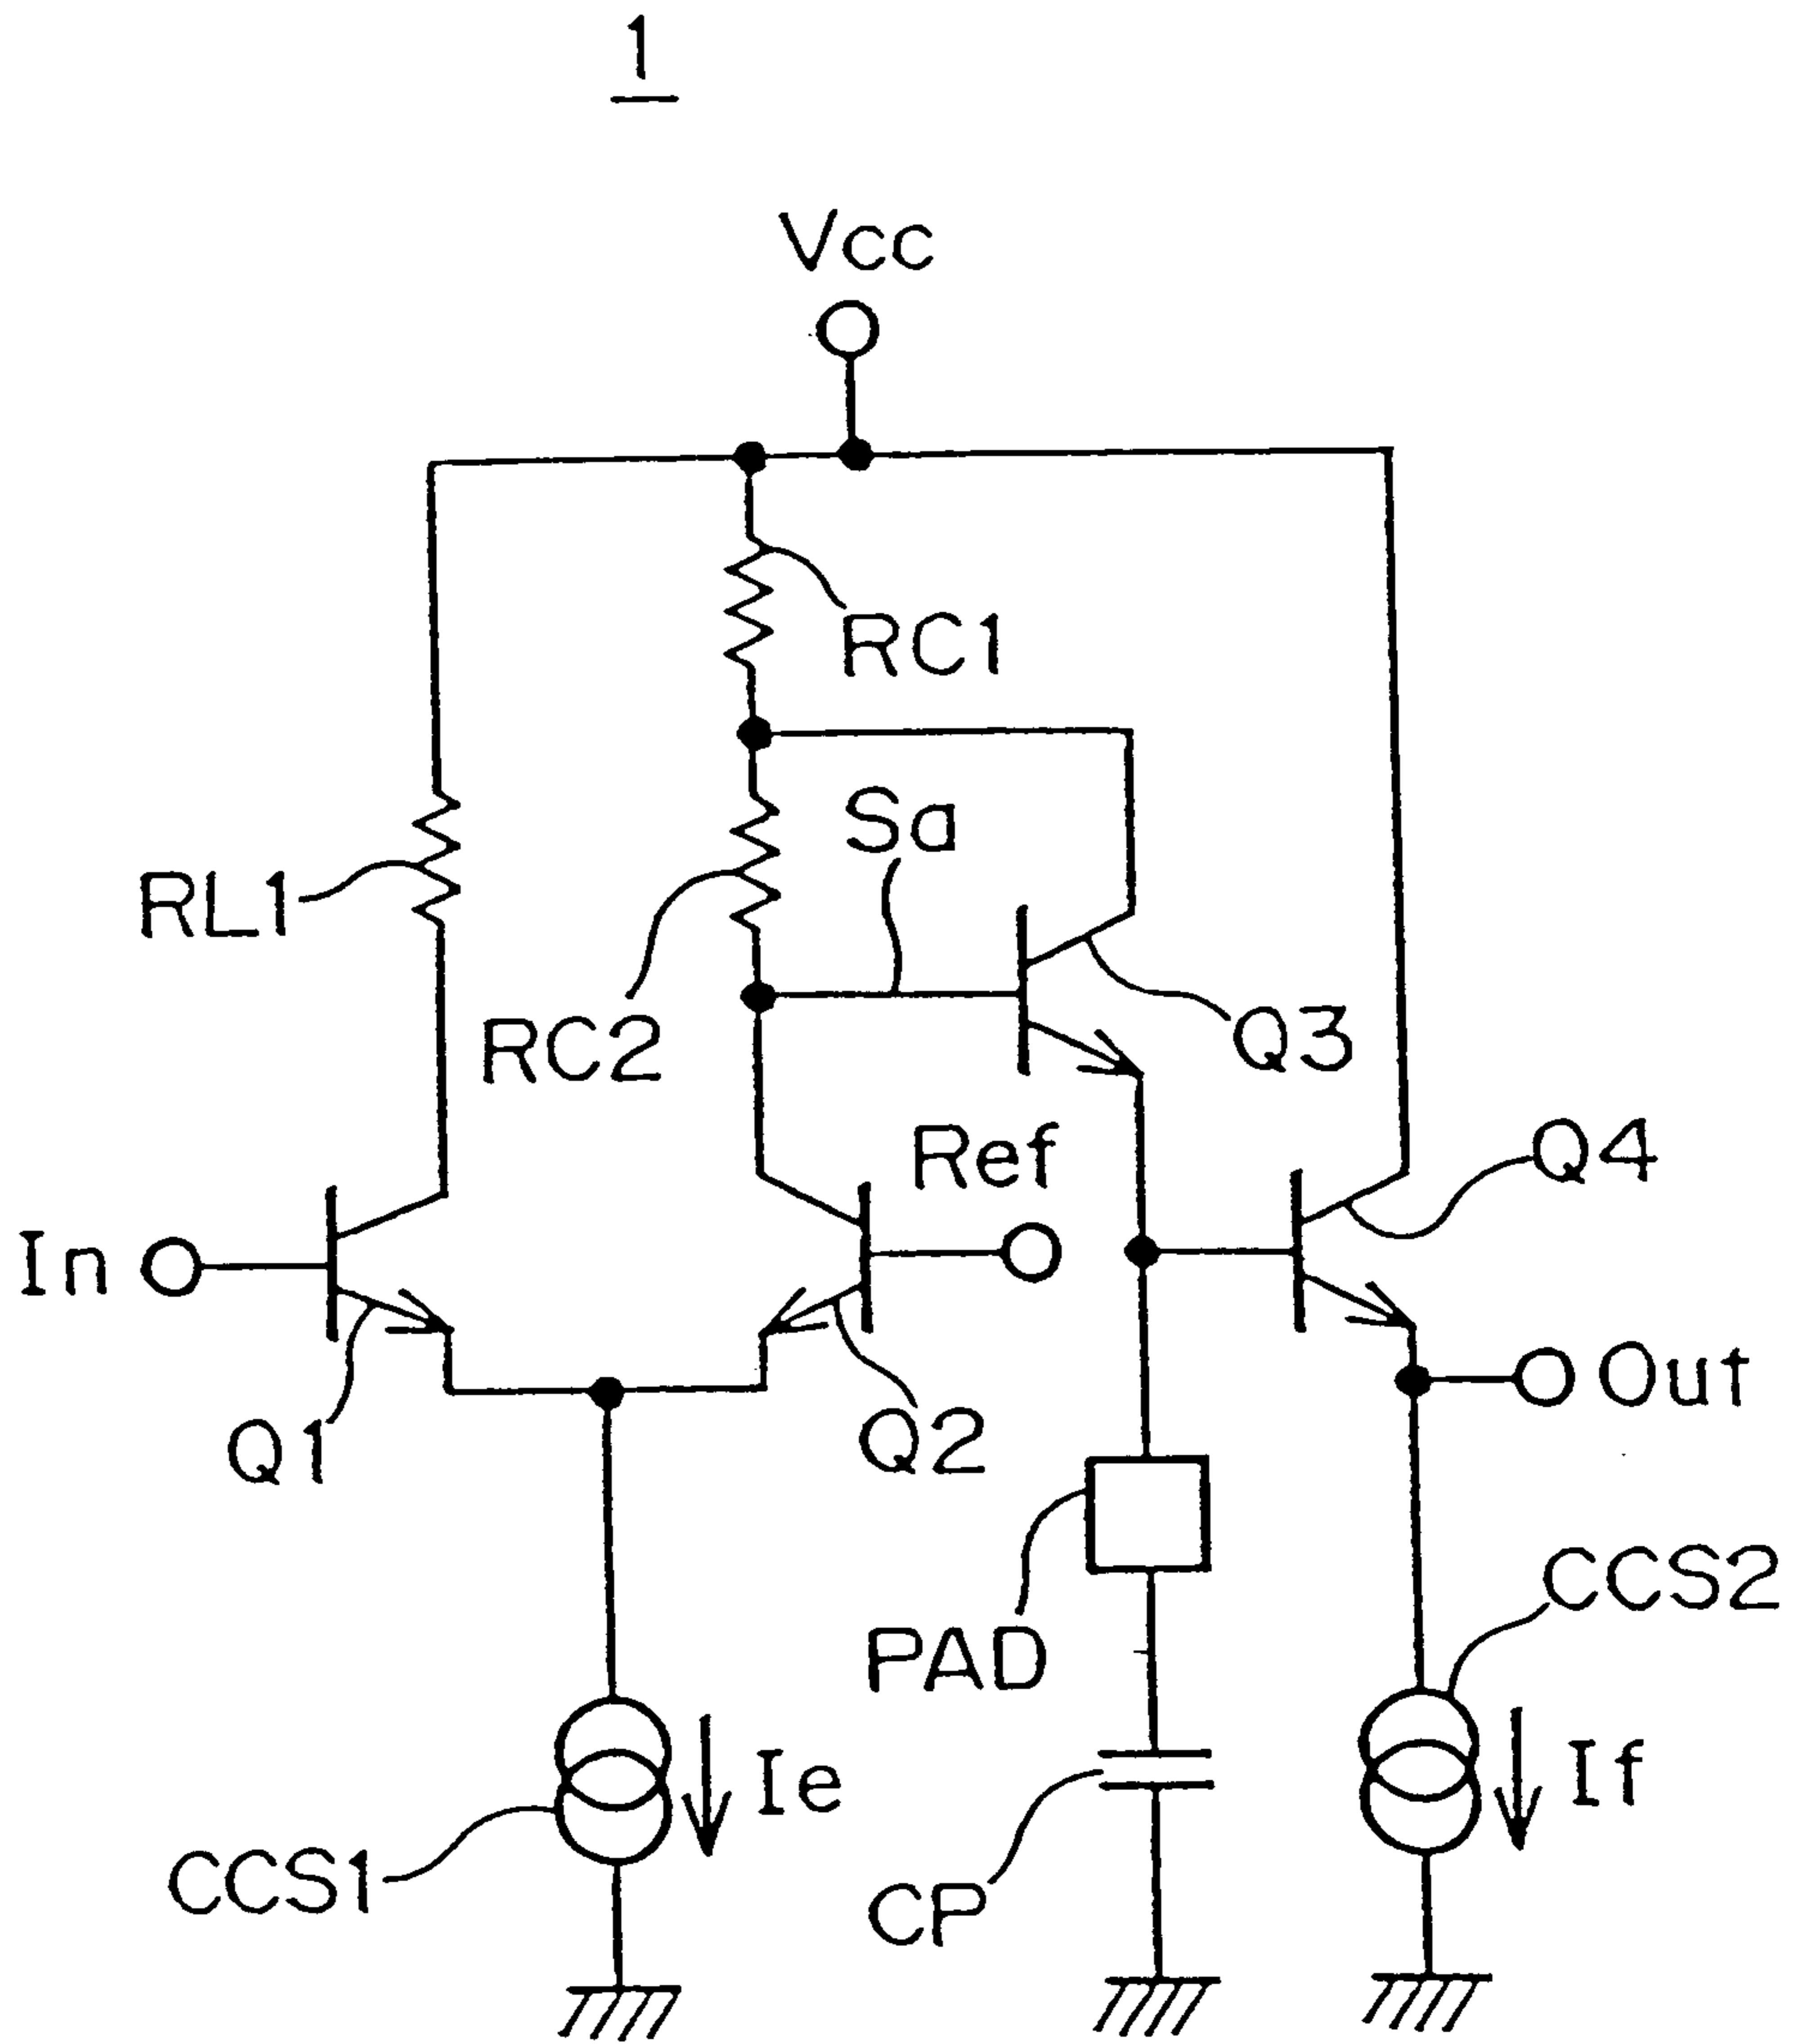 1
Vcc
RC1
Sa
RL1
RC2
Q3
Ref
Q4
In
Out
Q1
Q2
CCS2
PAD
Ie
If
CCS1
CP